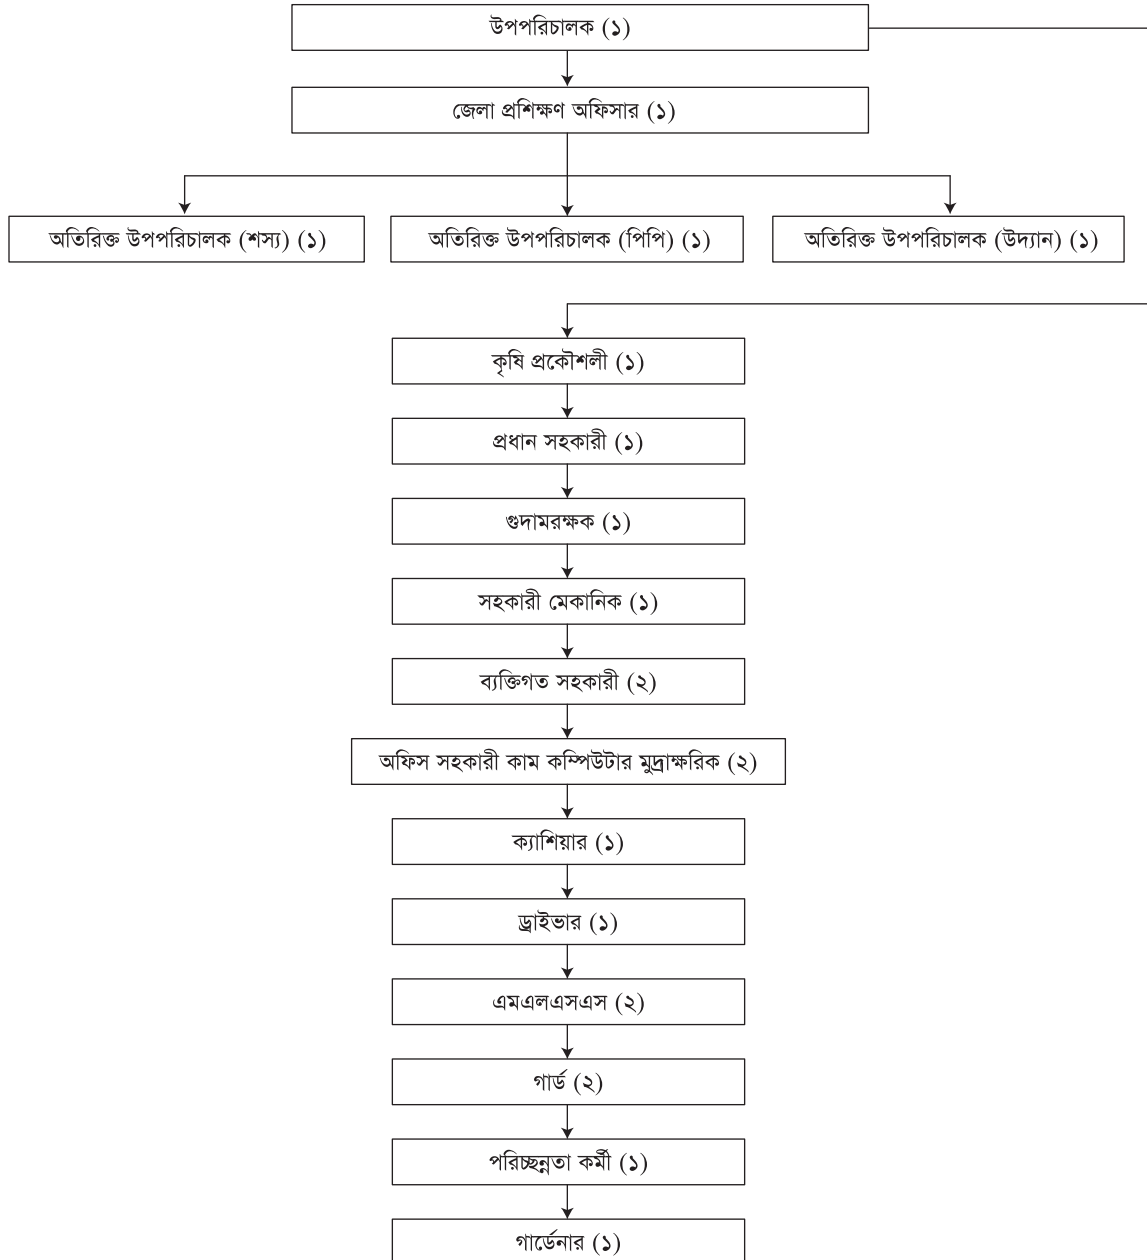 উপপরিচালক (১)
জেলা প্রশিক্ষণ অফিসার (১)
অতিরিক্ত উপপরিচালক (শস্য) (১)
অতিরিক্ত উপপরিচালক (পিপি) (১)
অতিরিক্ত উপপরিচালক (উদ্যান) (১)
কৃষি প্রকৌশলী (১)
প্রধান সহকারী (১)
গুদামরক্ষক (১)
সহকারী মেকানিক (১)
ব্যক্তিগত সহকারী (২)
অফিস সহকারী কাম কম্পিউটার মুদ্রাক্ষরিক (২)
ক্যাশিয়ার (১)
ড্রাইভার (১)
এমএলএসএস (২)
গার্ড (২)
পরিচ্ছন্নতা কর্মী (১)
গার্ডেনার (১)